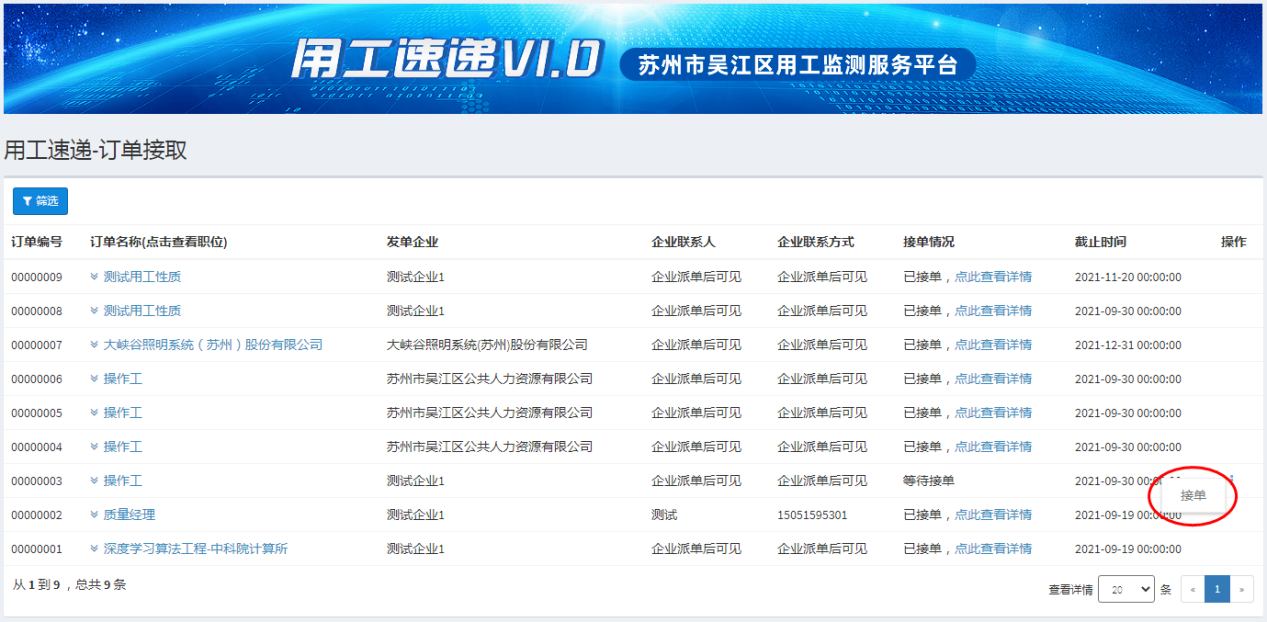 用工速递V1.0 苏州市吴江区用工监测服务平台
用工速递-订单接取
筛选
订单编号 订单名称(点击查看职位) 发单企业 企业联系人 企业联系方式 接单情况 截止时间 操作
00000009 测试用工性质 测试企业1 企业派单后可见 企业派单后可见 已接单，点此查看详情 2021-11-20 00:00:00
00000008 测试用工性质 测试企业1 企业派单后可见 企业派单后可见 已接单，点此查看详情 2021-09-30 00:00:00
00000007 大峡谷照明系统（苏州）股份有限公司 大峡谷照明系统(苏州)股份有限公司 企业派单后可见 企业派单后可见 已接单，点此查看详情 2021-12-31 00:00:00
00000006 操作工 苏州市吴江区公共人力资源有限公司 企业派单后可见 企业派单后可见 已接单，点此查看详情 2021-09-30 00:00:00
00000005 操作工 苏州市吴江区公共人力资源有限公司 企业派单后可见 企业派单后可见 已接单，点此查看详情 2021-09-30 00:00:00
00000004 操作工 苏州市吴江区公共人力资源有限公司 企业派单后可见 企业派单后可见 已接单，点此查看详情 2021-09-30 00:00:00
00000003 操作工 测试企业1 企业派单后可见 企业派单后可见 等待接单 2021-09-30
接单
00000002 质量经理 测试企业1 测试 15051595301 已接单，点此查看详情 2021-09-19 00:00:00
00000001 深度学习算法工程-中科院计算所 测试企业1 企业派单后可见 企业派单后可见 已接单，点此查看详情 2021-09-19 00:00:00
从 1 到 9 ，总共 9 条 查看详情 20 条 « 1 »